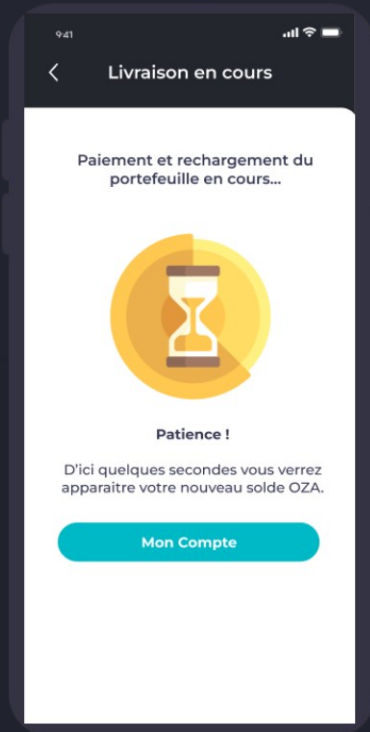 9:41
Livraison en cours
Paiement et rechargement du
portefeuille en cours...
Patience !
D'ici quelques secondes vous verrez
apparaitre votre nouveau solde OZA.
Mon Compte